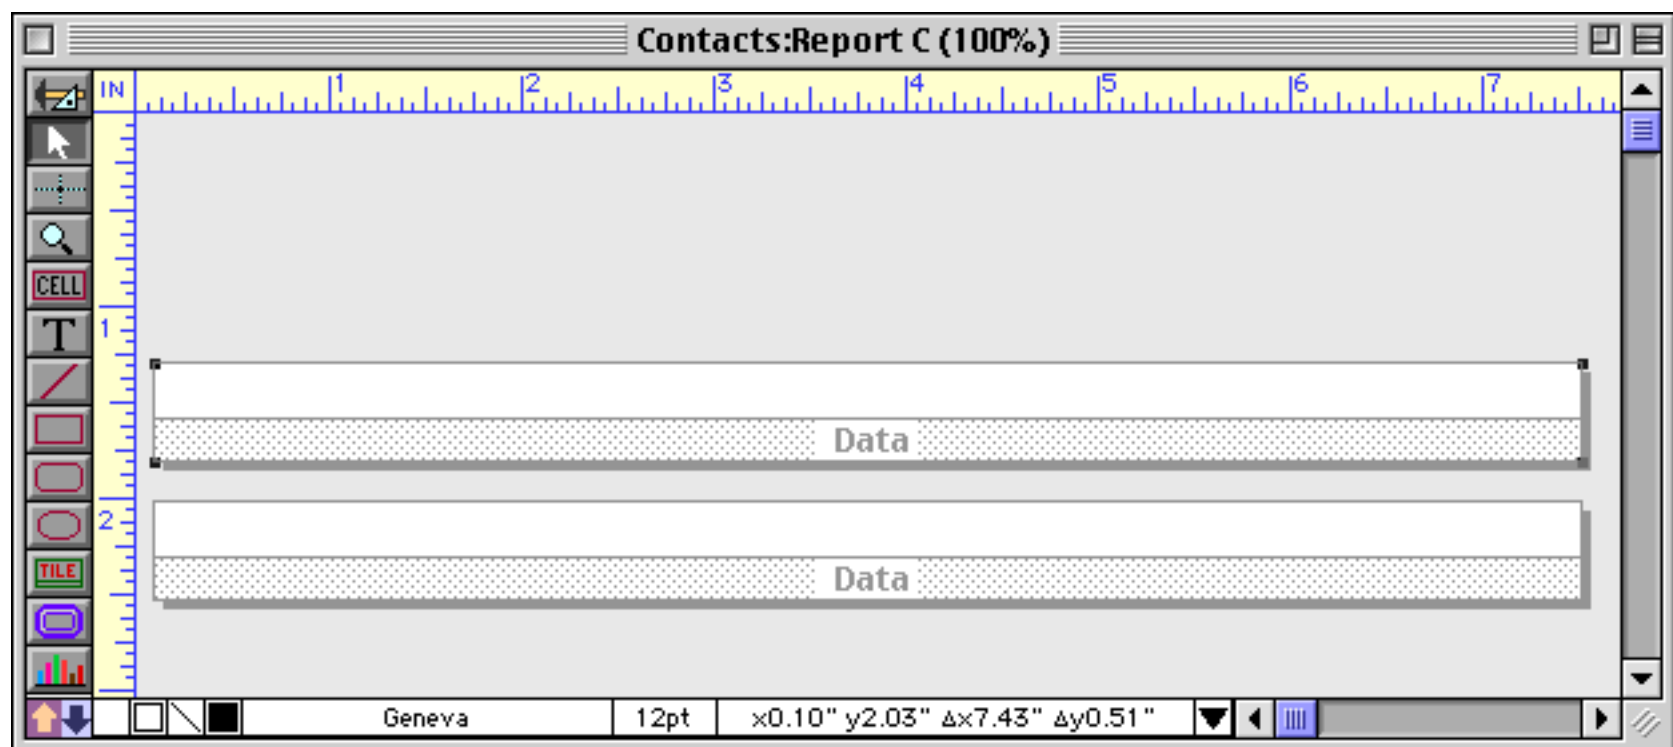 Contacts:Report C (100%)
IN 1 2 3 4 5 6 7
CELL
T
1
Data
2
TILE
Data
Geneva 12pt x0.10" y2.03" Δx7.43" Δy0.51"